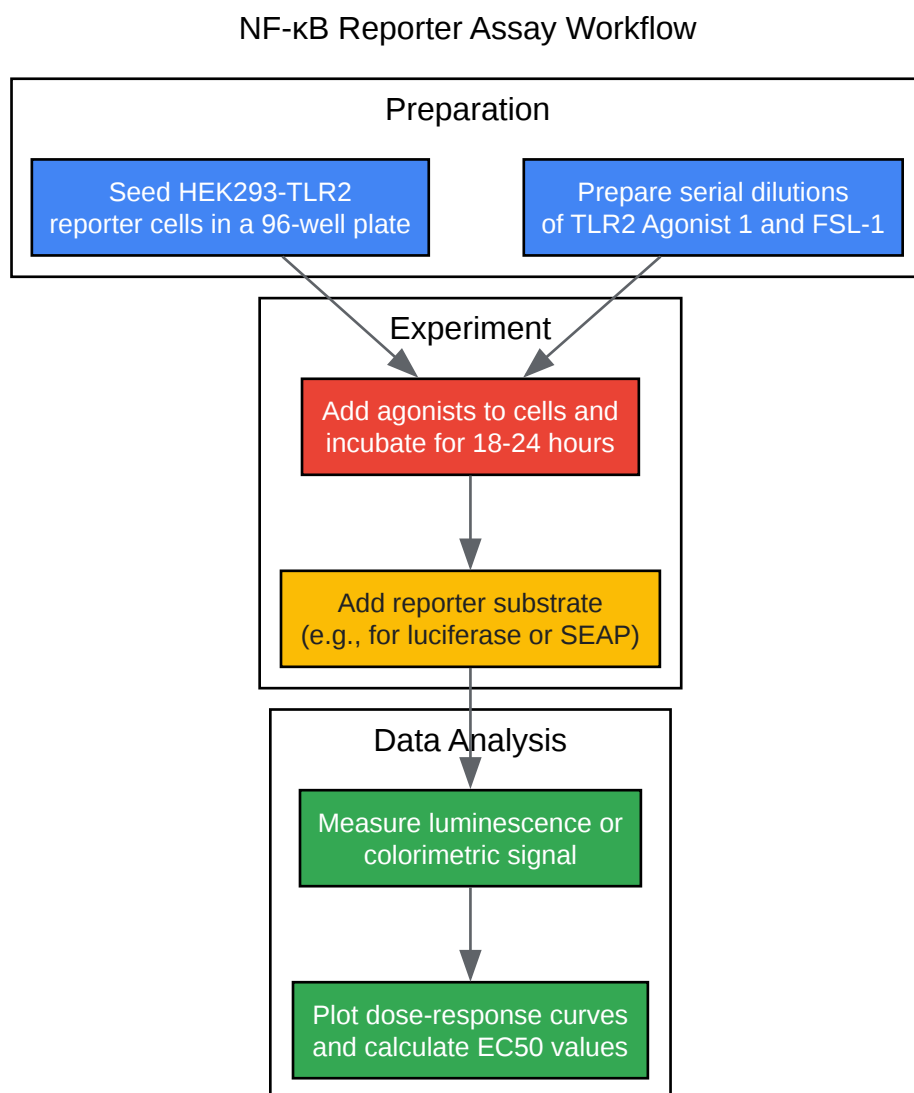 NF-κB Reporter Assay Workflow
Preparation
Seed HEK293-TLR2
reporter cells in a 96-well plate
Prepare serial dilutions
of TLR2 Agonist 1 and FSL-1
Experiment
Add agonists to cells and
incubate for 18-24 hours
Add reporter substrate
(e.g., for luciferase or SEAP)
Data Analysis
Measure luminescence or
colorimetric signal
Plot dose-response curves
and calculate EC50 values